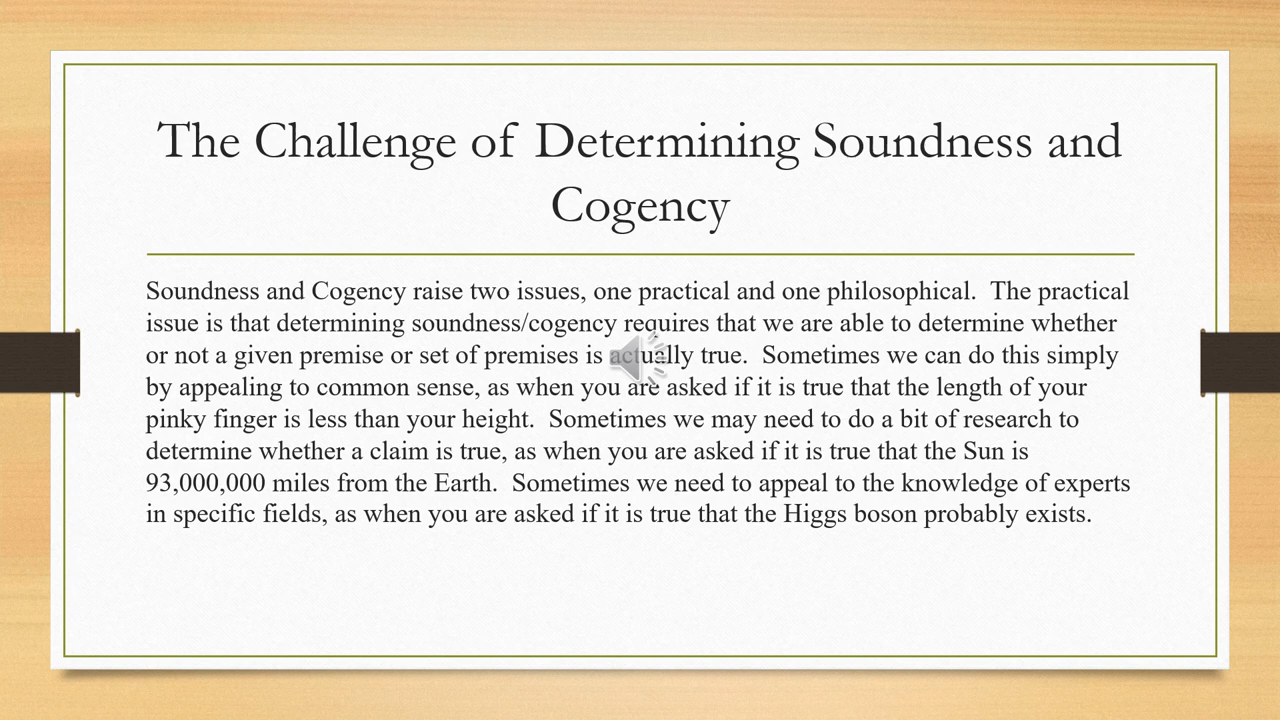 The Challenge of Determining Soundness and
Cogency
Soundness and Cogency raise two issues, one practical and one philosophical.  The practical
issue is that determining soundness/cogency requires that we are able to determine whether
or not a given premise or set of premises is actually true.  Sometimes we can do this simply
by appealing to common sense, as when you are asked if it is true that the length of your
pinky finger is less than your height.  Sometimes we may need to do a bit of research to
determine whether a claim is true, as when you are asked if it is true that the Sun is
93,000,000 miles from the Earth.  Sometimes we need to appeal to the knowledge of experts
in specific fields, as when you are asked if it is true that the Higgs boson probably exists.